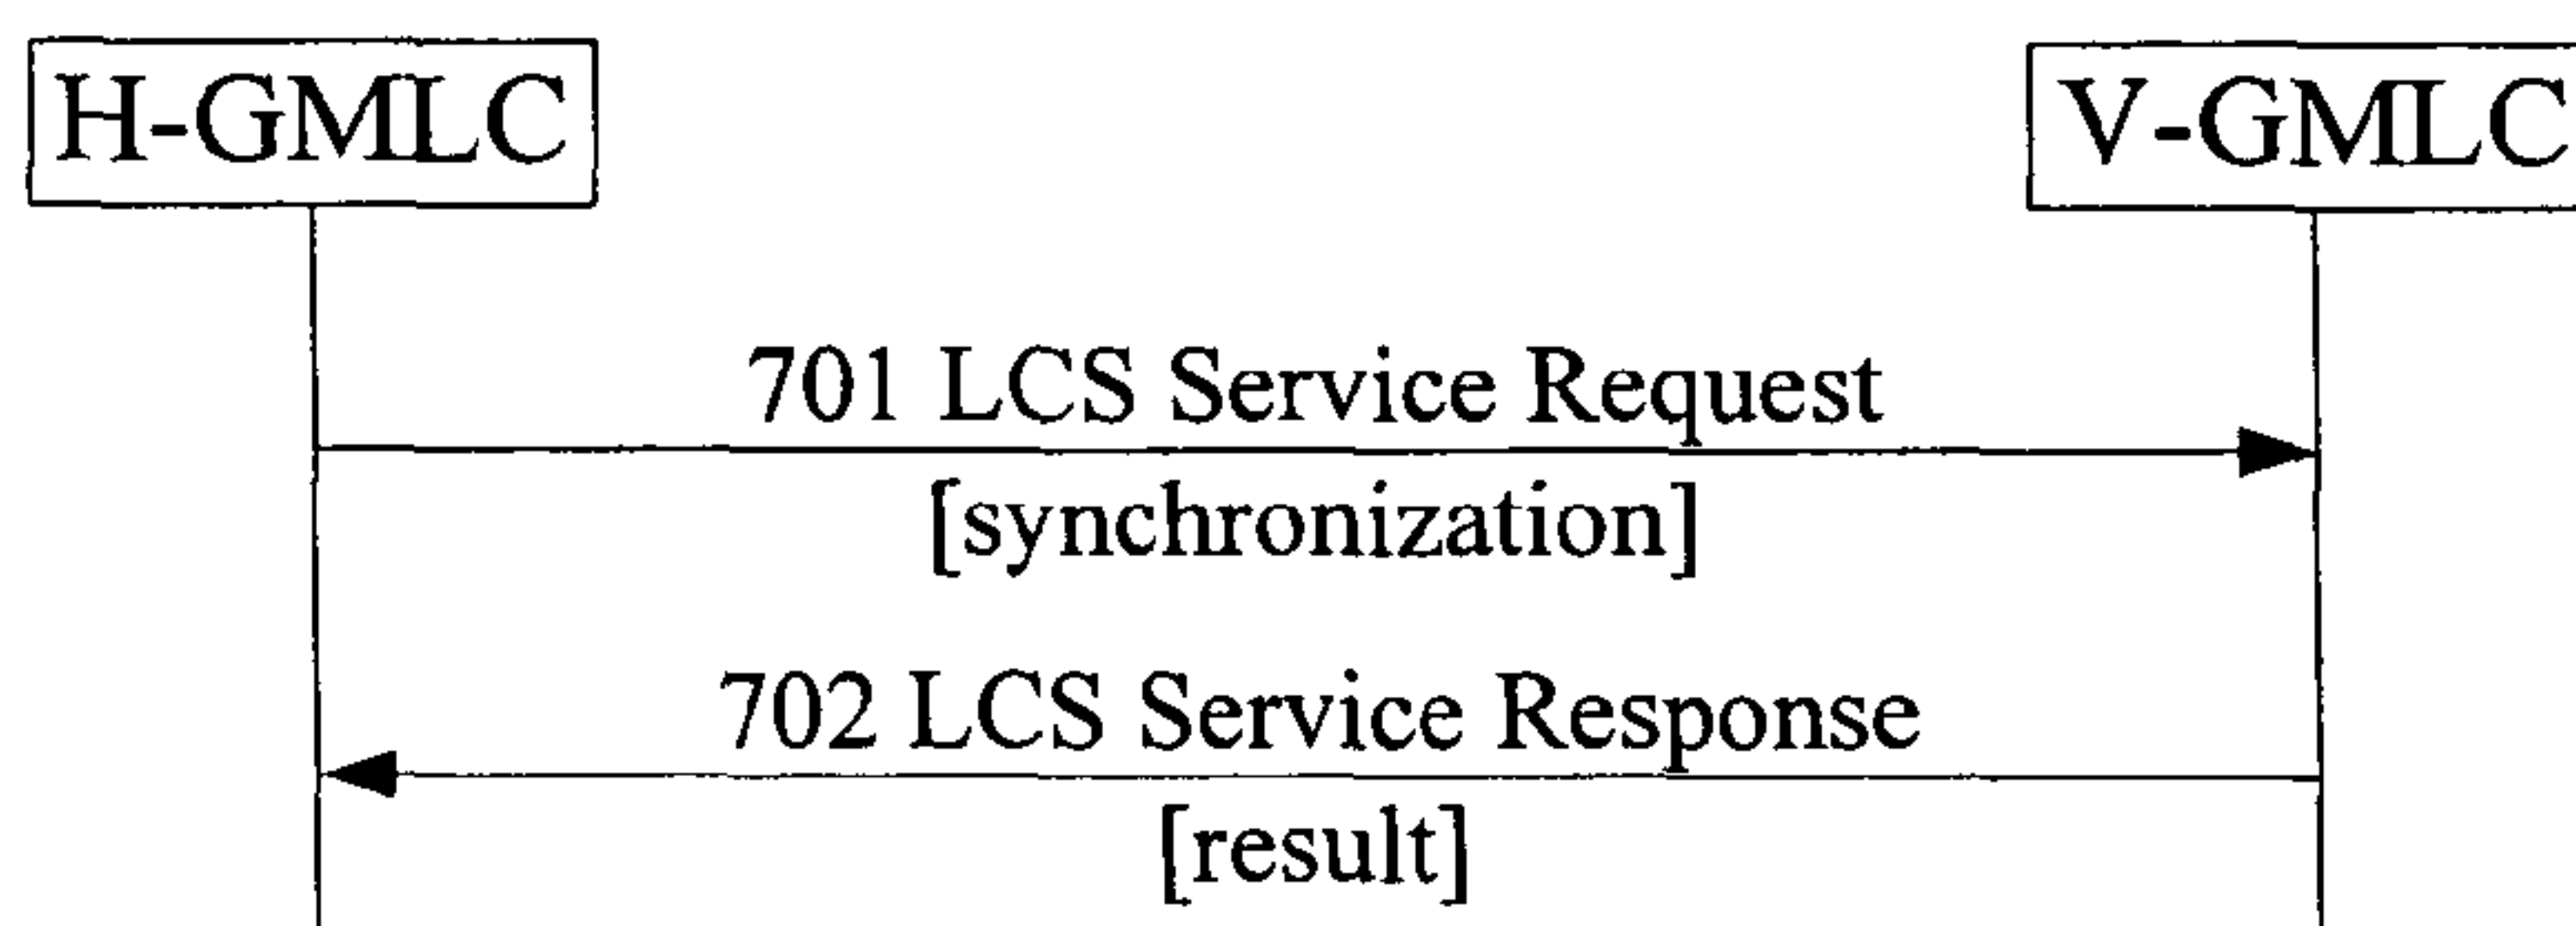 H-GMLC
V-GMLC
701 LCS Service Request
[synchronization]
702 LCS Service Response
[result]